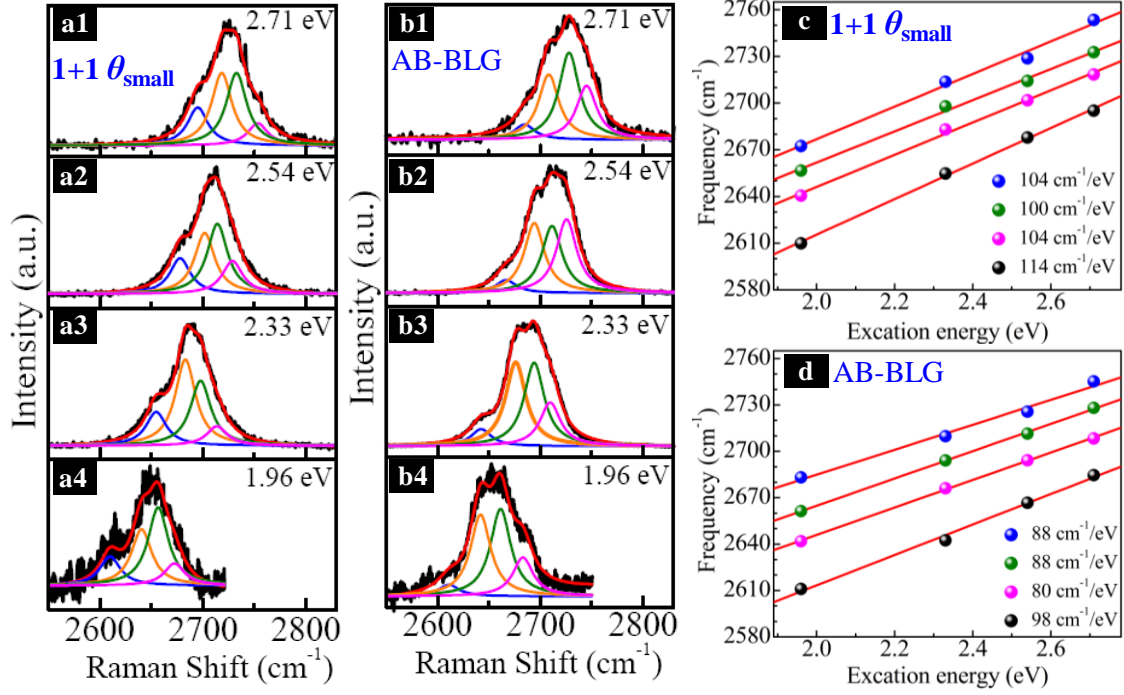 a1
2.71 eV
1+1 θsmall
a2
2.54 eV
a3
2.33 eV
a4
1.96 eV
Intensity (a.u.)
2600 2700 2800
Raman Shift (cm-1)
b1
2.71 eV
AB-BLG
b2
2.54 eV
b3
2.33 eV
b4
1.96 eV
Intensity (a.u.)
2600 2700 2800
Raman Shift (cm-1)
c
1+1 θsmall
2760
2730
2700
2670
2640
2610
2580
Frequency (cm-1)
104 cm-1/eV
100 cm-1/eV
104 cm-1/eV
114 cm-1/eV
2.0 2.2 2.4 2.6
Excation energy (eV)
d
AB-BLG
2760
2730
2700
2670
2640
2610
2580
Frequency (cm-1)
88 cm-1/eV
88 cm-1/eV
80 cm-1/eV
98 cm-1/eV
2.0 2.2 2.4 2.6
Excation energy (eV)